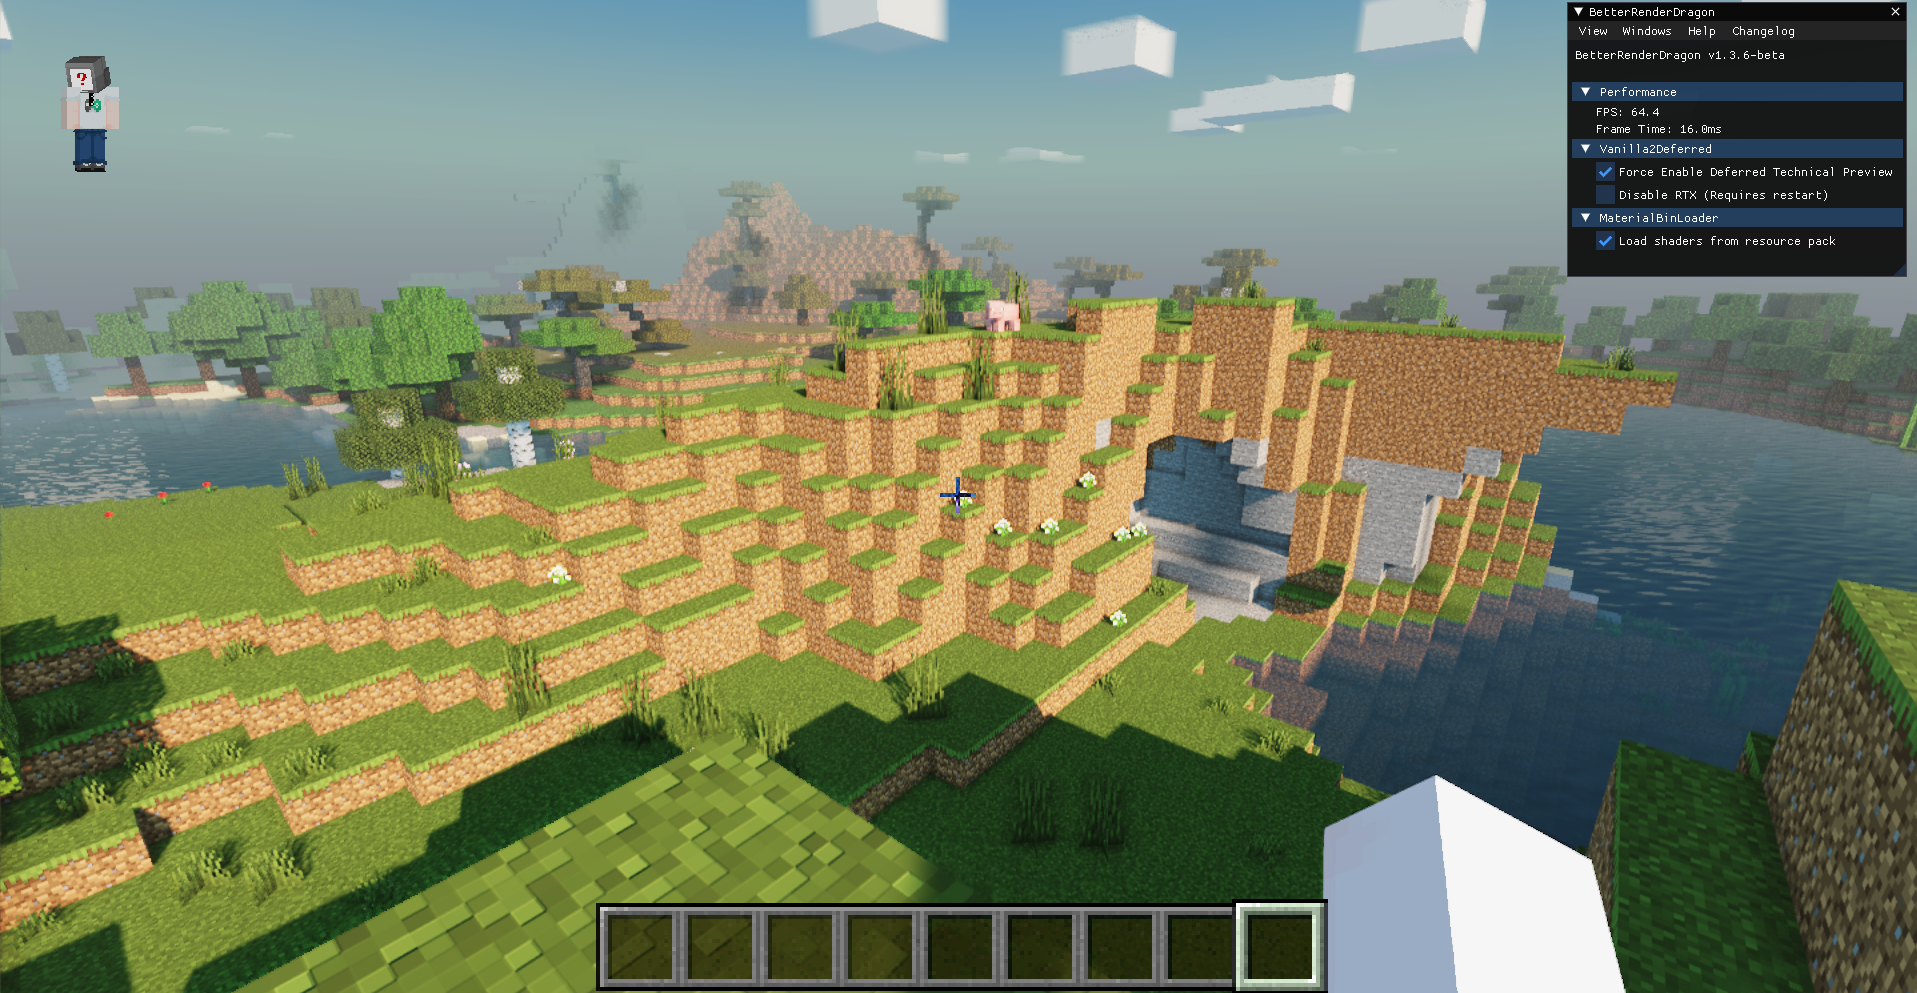 BetterRenderDragon
View Windows Help Changelog
BetterRenderDragon v1.3.6-beta
Performance
FPS: 64.4
Frame Time: 16.0ms
Vanilla2Deferred
Force Enable Deferred Technical Preview
Disable RTX (Requires restart)
MaterialBinLoader
Load shaders from resource pack
?